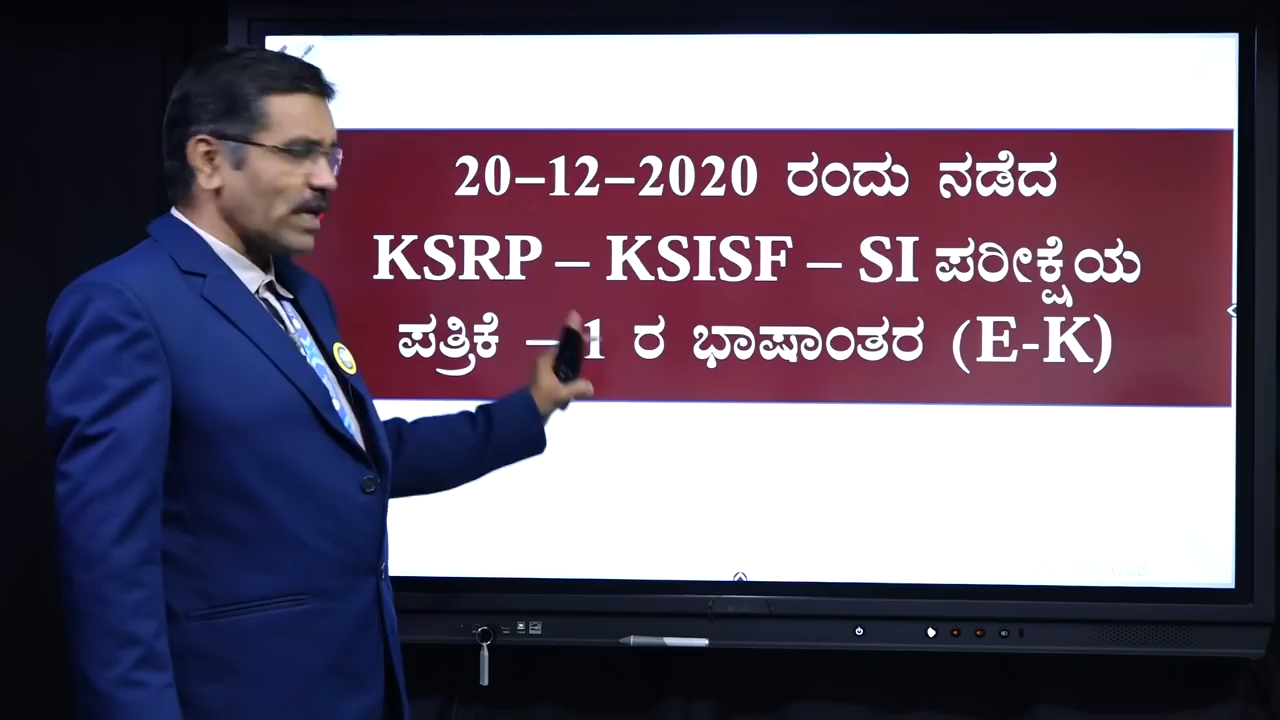 20-12-2020 ರಂದು ನಡೆದ
KSRP – KSISF – SI ಪರೀಕ್ಷೆಯ
ಪತ್ರಿಕೆ – 1 ರ ಭಾಷಾಂತರ (E-K)